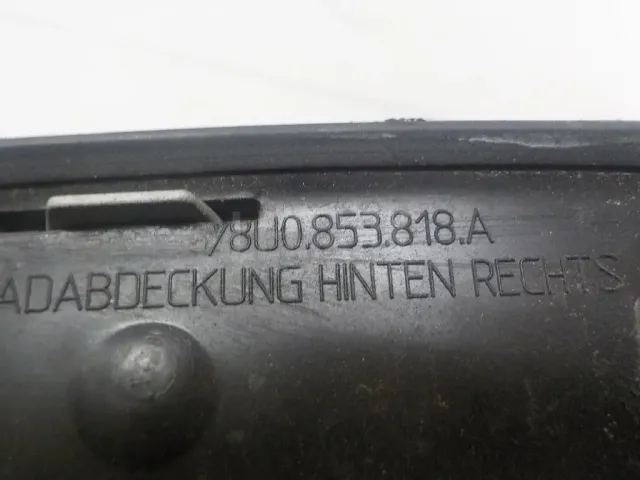 /8U0.853.818.A
ADABDECKUNG HINTEN RECHTS